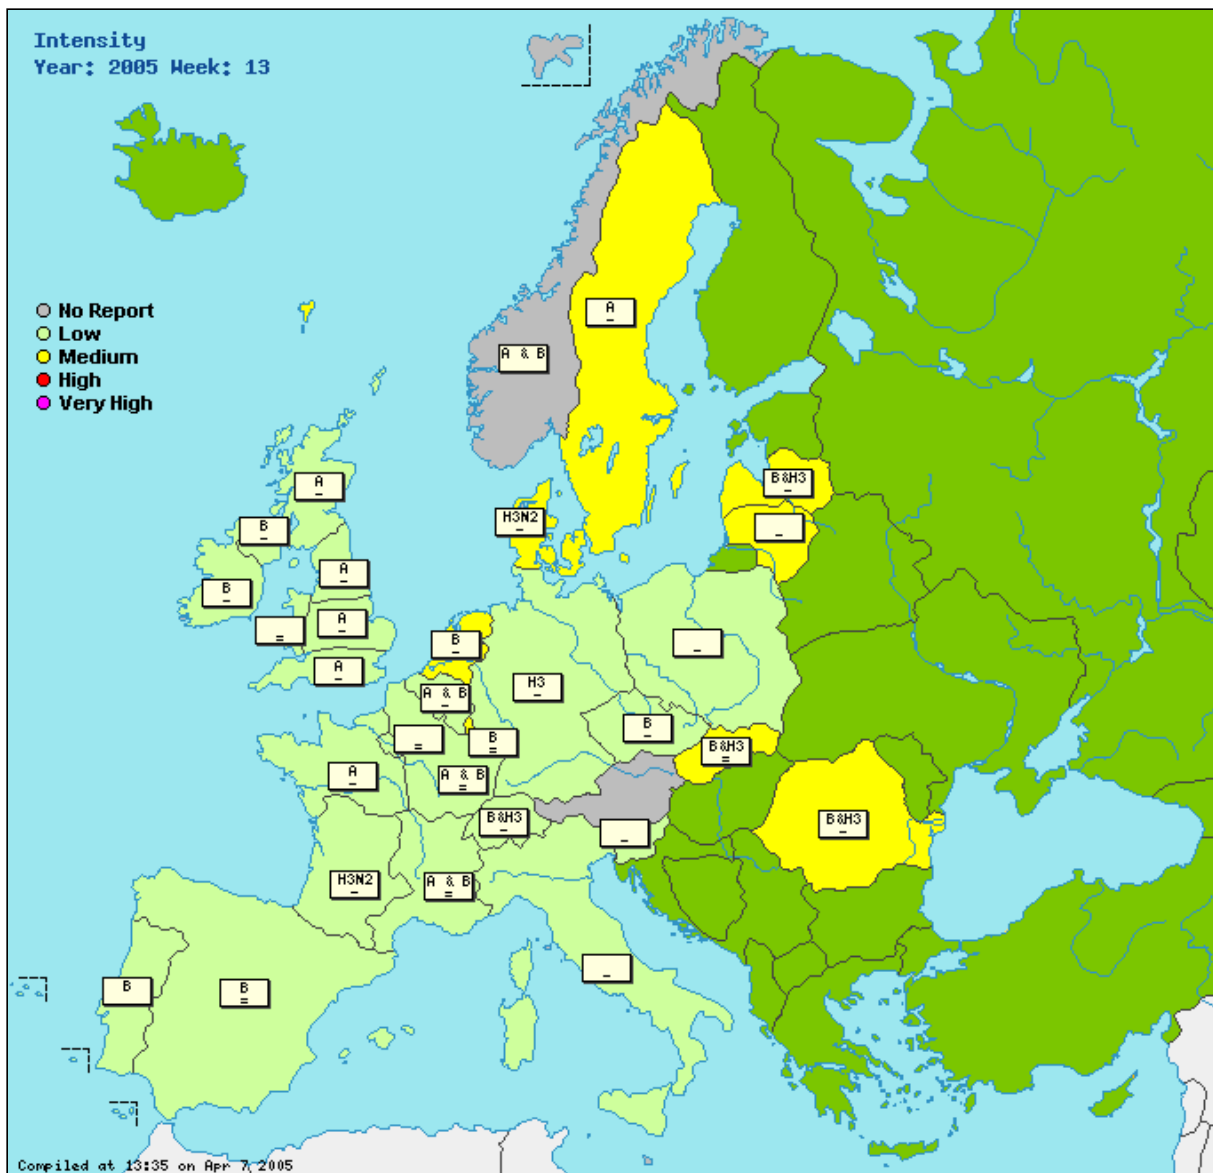 Intensity
Year: 2005 Week: 13
No Report
Low
Medium
High
Very High
A
–
A & B
A
–
B
–
B&H3
–
H3N2
–
–
A
–
B
–
=
A
–
B
–
–
A
–
H3
–
A & B
–
B
–
=
B
=
B&H3
=
A
–
A & B
=
B&H3
–
–
B&H3
–
H3N2
–
A & B
=
–
B
B
=
Compiled at 13:35 on Apr 7 2005